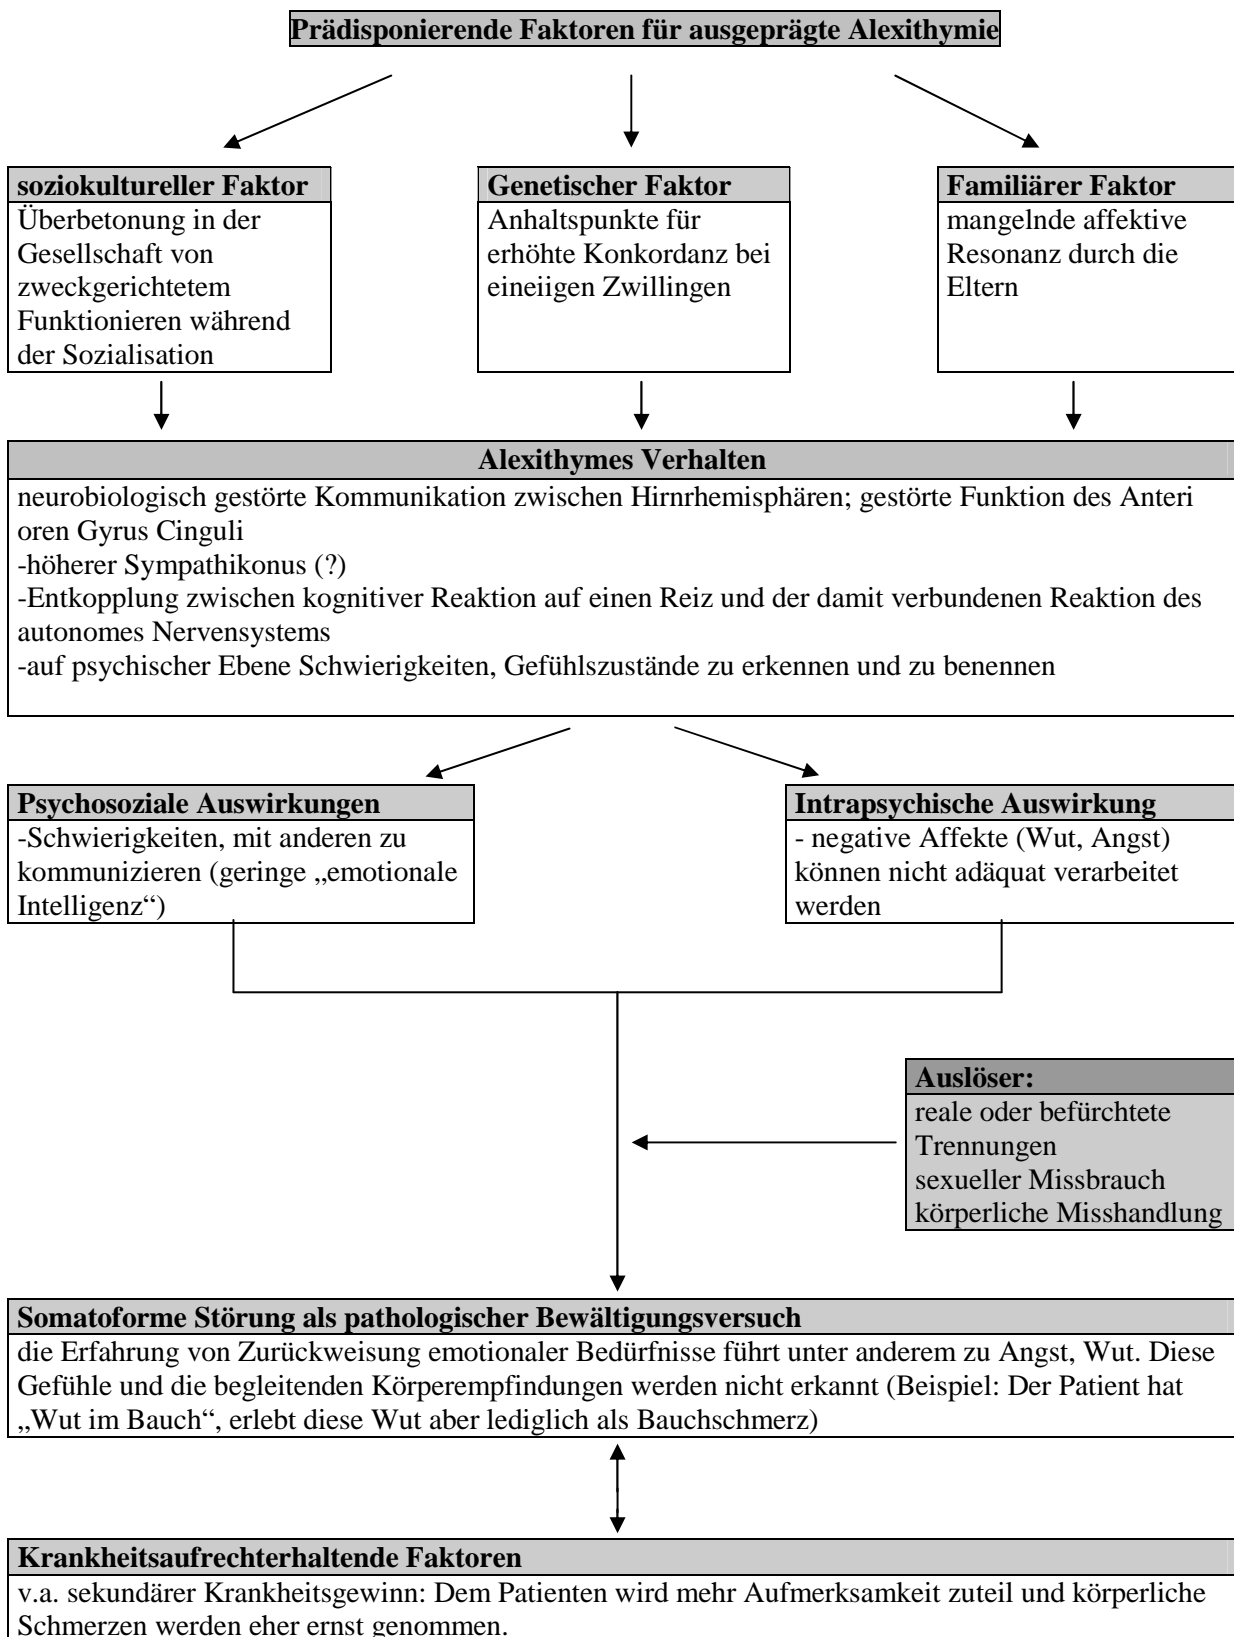 Prädisponierende Faktoren für ausgeprägte Alexithymie
soziokultureller Faktor
Überbetonung in der
Gesellschaft von
zweckgerichtetem
Funktionieren während
der Sozialisation
Genetischer Faktor
Anhaltspunkte für
erhöhte Konkordanz bei
eineiigen Zwillingen
Familiärer Faktor
mangelnde affektive
Resonanz durch die
Eltern
Alexithymes Verhalten
neurobiologisch gestörte Kommunikation zwischen Hirnrhemisphären; gestörte Funktion des Anteri
oren Gyrus Cinguli
-höherer Sympathikonus (?)
-Entkopplung zwischen kognitiver Reaktion auf einen Reiz und der damit verbundenen Reaktion des
autonomes Nervensystems
-auf psychischer Ebene Schwierigkeiten, Gefühlszustände zu erkennen und zu benennen
Psychosoziale Auswirkungen
-Schwierigkeiten, mit anderen zu
kommunizieren (geringe „emotionale
Intelligenz“)
Intrapsychische Auswirkung
- negative Affekte (Wut, Angst)
können nicht adäquat verarbeitet
werden
Auslöser:
reale oder befürchtete
Trennungen
sexueller Missbrauch
körperliche Misshandlung
Somatoforme Störung als pathologischer Bewältigungsversuch
die Erfahrung von Zurückweisung emotionaler Bedürfnisse führt unter anderem zu Angst, Wut. Diese
Gefühle und die begleitenden Körperempfindungen werden nicht erkannt (Beispiel: Der Patient hat
„Wut im Bauch“, erlebt diese Wut aber lediglich als Bauchschmerz)
Krankheitsaufrechterhaltende Faktoren
v.a. sekundärer Krankheitsgewinn: Dem Patienten wird mehr Aufmerksamkeit zuteil und körperliche
Schmerzen werden eher ernst genommen.